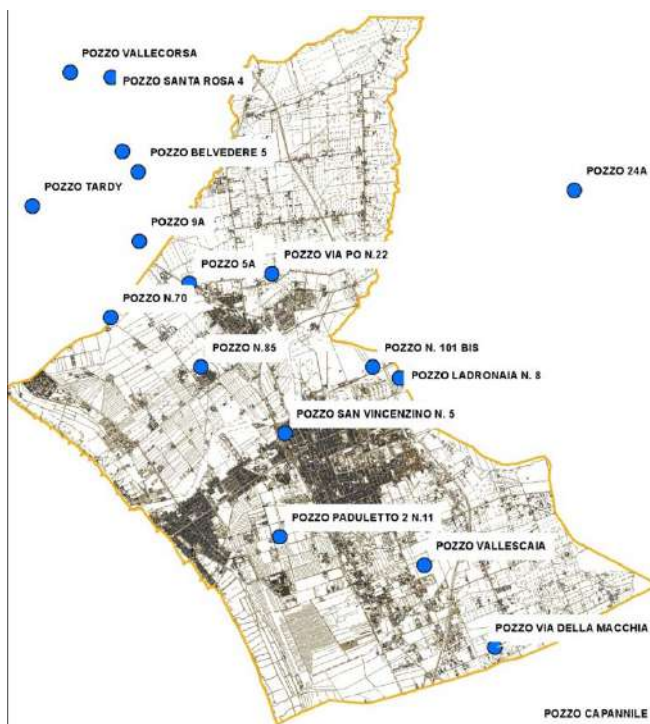 POZZO VALLECORSA
POZZO SANTA ROSA 4
POZZO BELVEDERE 5
POZZO TARDY
POZZO 24A
POZZO 9A
POZZO VIA PO N.22
POZZO 5A
POZZO N.70
POZZO N.85
POZZO N. 101 BIS
POZZO LADRONAIA N. 8
POZZO SAN VINCENZINO N. 5
POZZO PADULETTO 2 N.11
POZZO VALLESCAIA
POZZO VIA DELLA MACCHIA
POZZO CAPANNILE